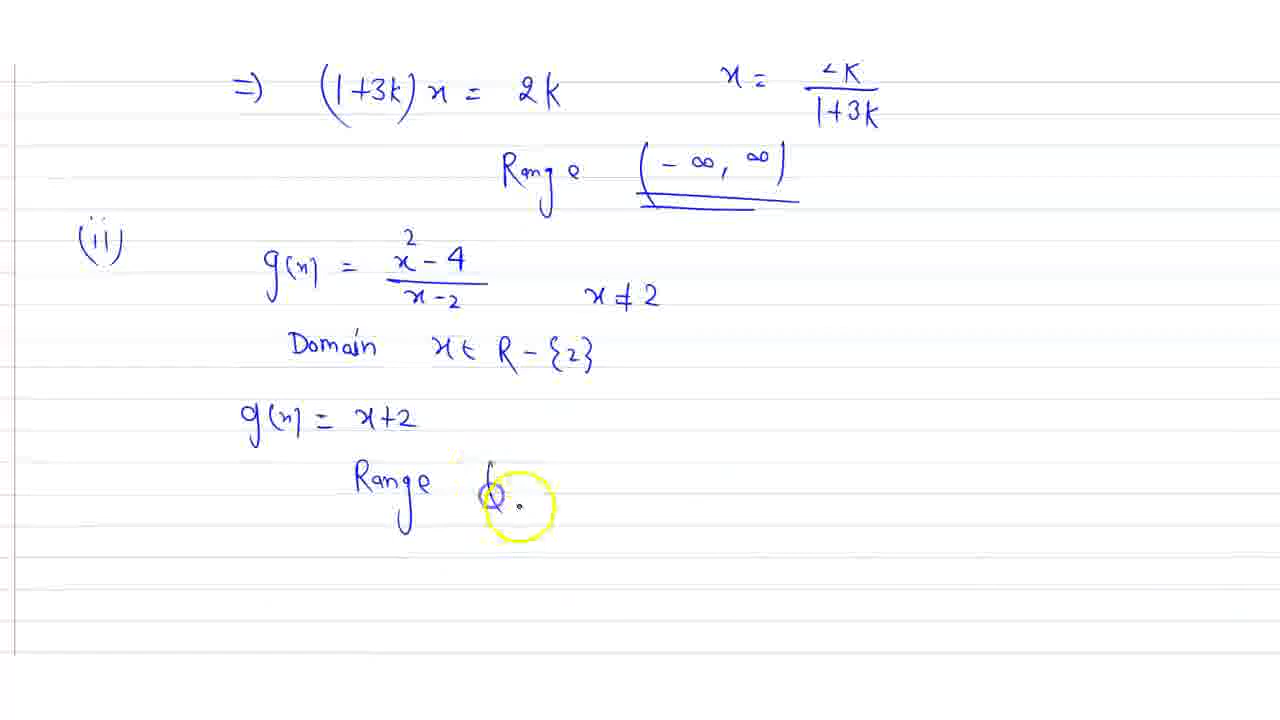 ⇒ (1+3k) x = 2k x = 2k/1+3k
Range (-∞, ∞)
(ii)
g(x) = x²-4/x-2 x ≠ 2
Domain x ∈ R - {2}
g(x) = x+2
Range (